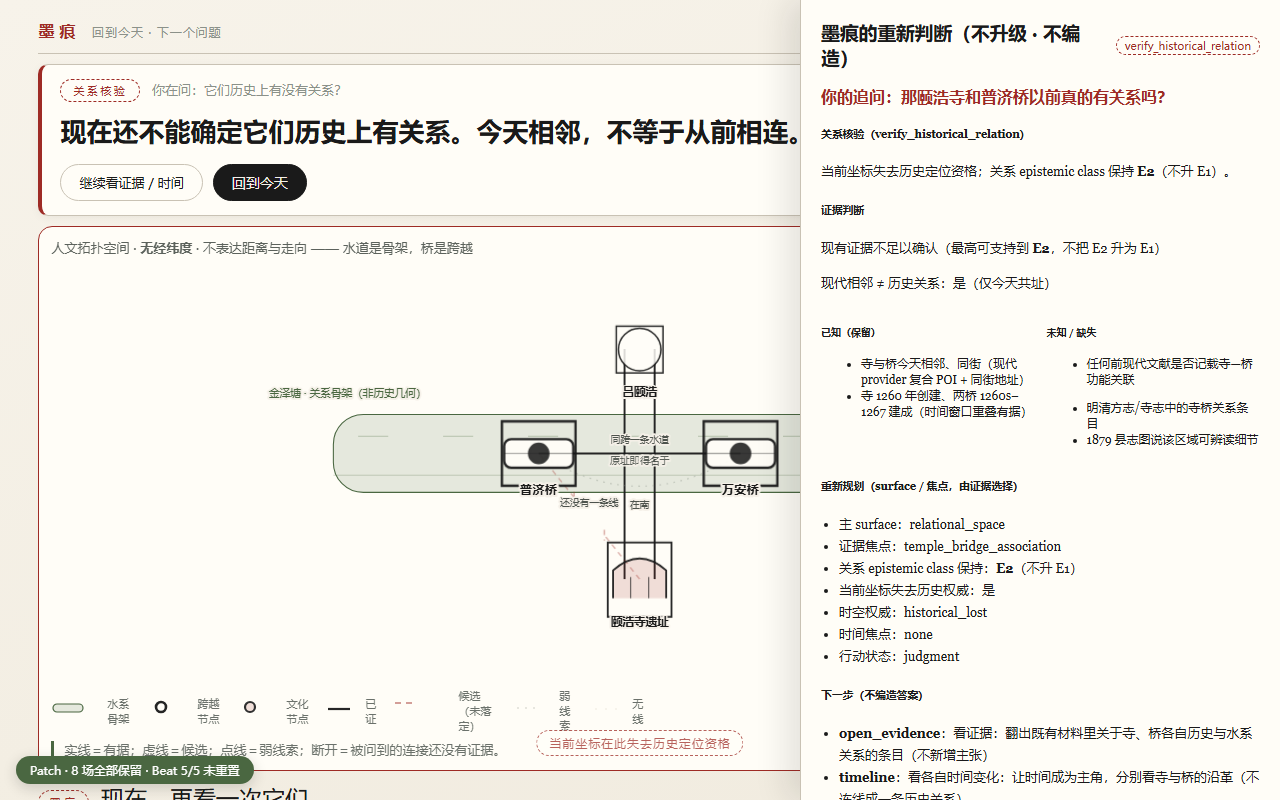 墨痕 回到今天 · 下一个问题
关系核验 你在问：它们历史上有没有关系？
现在还不能确定它们历史上有关系。今天相邻，不等于从前相连。
继续看证据 / 时间 回到今天
人文拓扑空间 · 无经纬度 · 不表达距离与走向 —— 水道是骨架，桥是跨越
吕颐浩
金泽塘 · 关系骨架（非历史几何）
同跨一条水道
原址即得名于
普济桥
万安桥
还没有一条线
在南
颐浩寺遗址
水系骨架
跨越节点
文化节点
已证
候选（未落定）
弱线索
无线
实线＝有据；虚线＝候选；点线＝弱线索；断开＝被问到的连接还没有证据。
当前坐标在此失去历史定位资格
Patch · 8 场全部保留 · Beat 5/5 未重置
墨痕的重新判断（不升级 · 不编造）
verify_historical_relation
你的追问：那颐浩寺和普济桥以前真的有关系吗？
关系核验（verify_historical_relation）
当前坐标失去历史定位资格；关系 epistemic class 保持 E2（不升 E1）。
证据判断
现有证据不足以确认（最高可支持到 E2，不把 E2 升为 E1）
现代相邻 ≠ 历史关系：是（仅今天共址）
已知（保留）
寺与桥今天相邻、同街（现代
provider 复合 POI + 同街地址）
寺 1260 年创建、两桥 1260s–
1267 建成（时间窗口重叠有据）
未知 / 缺失
任何前现代文献是否记载寺—桥
功能关联
明清方志/寺志中的寺桥关系条
目
1879 县志图说该区域可辨读细节
重新规划（surface / 焦点，由证据选择）
主 surface：relational_space
证据焦点：temple_bridge_association
关系 epistemic class 保持：E2（不升 E1）
当前坐标失去历史权威：是
时空权威：historical_lost
时间焦点：none
行动状态：judgment
下一步（不编造答案）
open_evidence：看证据：翻出既有材料里关于寺、桥各自历史与水系
关系的条目（不新增主张）
timeline：看各自时间变化：让时间成为主角，分别看寺与桥的沿革（不
连线成一条历史关系）